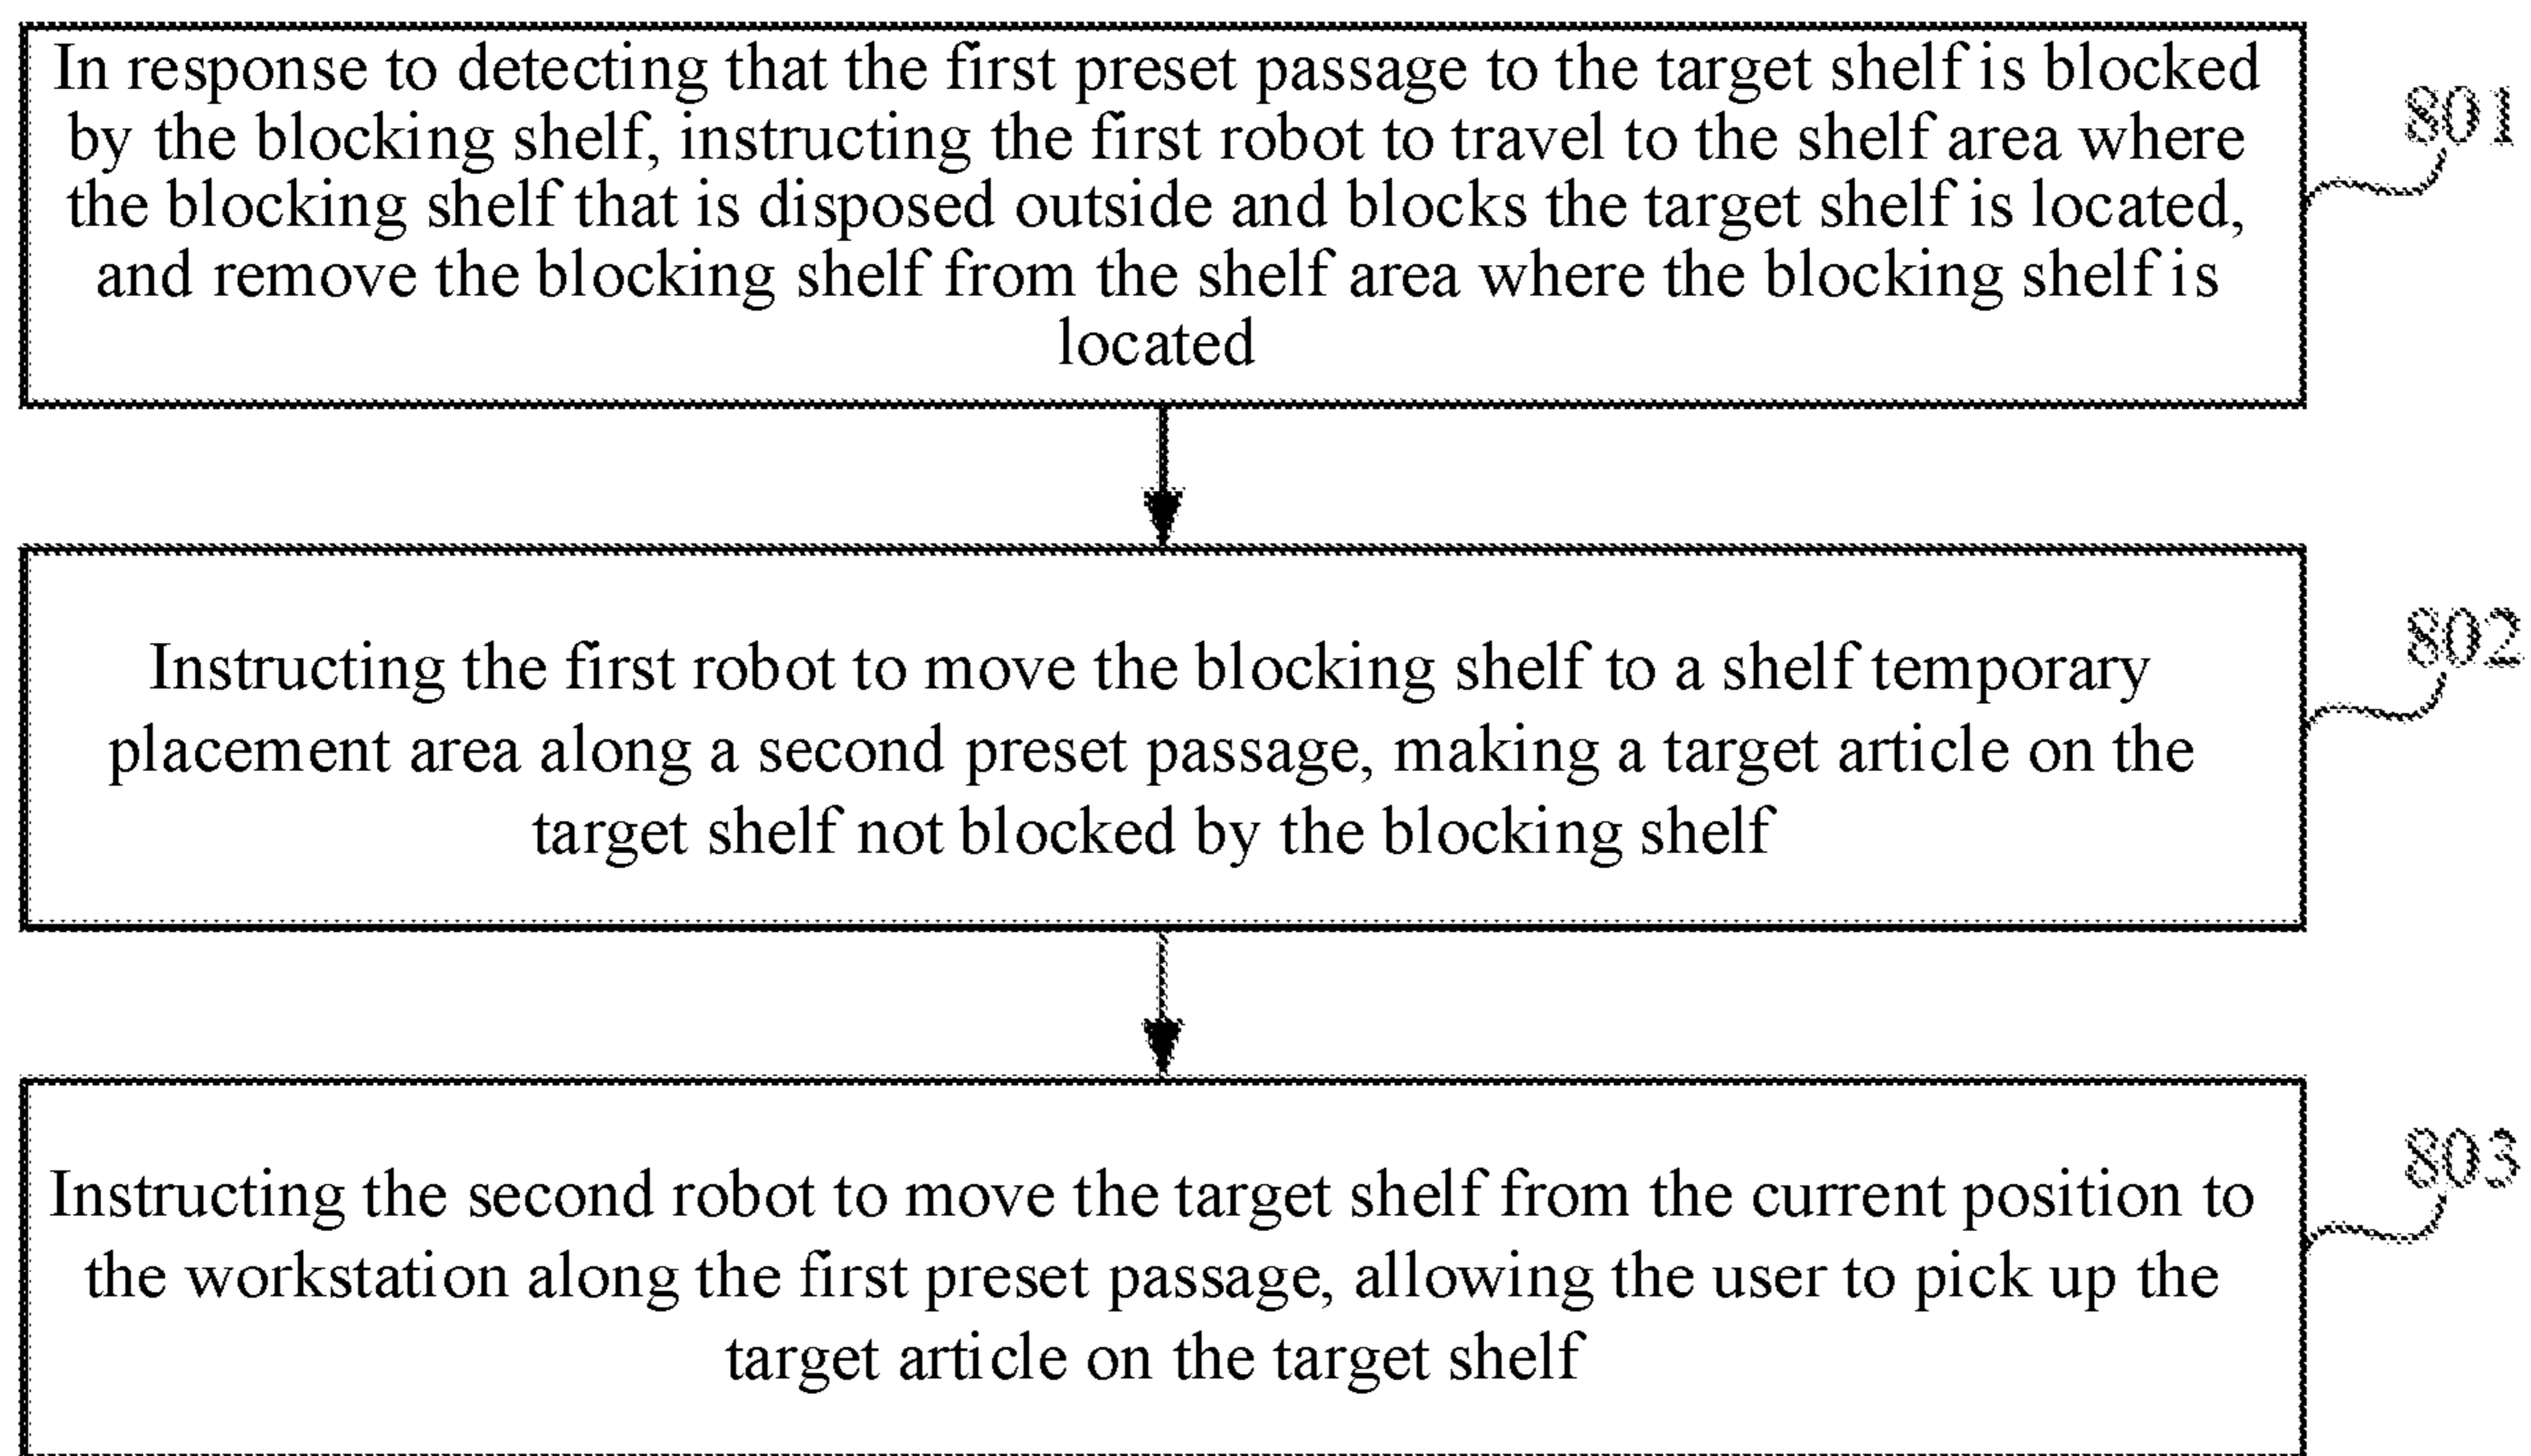 In response to detecting that the first preset passage to the target shelf is blocked
by the blocking shelf, instructing the first robot to travel to the shelf area where
the blocking shelf that is disposed outside and blocks the target shelf is located,
and remove the blocking shelf from the shelf area where the blocking shelf is
located
801
Instructing the first robot to move the blocking shelf to a shelf temporary
placement area along a second preset passage, making a target article on the
target shelf not blocked by the blocking shelf
802
Instructing the second robot to move the target shelf from the current position to
the workstation along the first preset passage, allowing the user to pick up the
target article on the target shelf
803